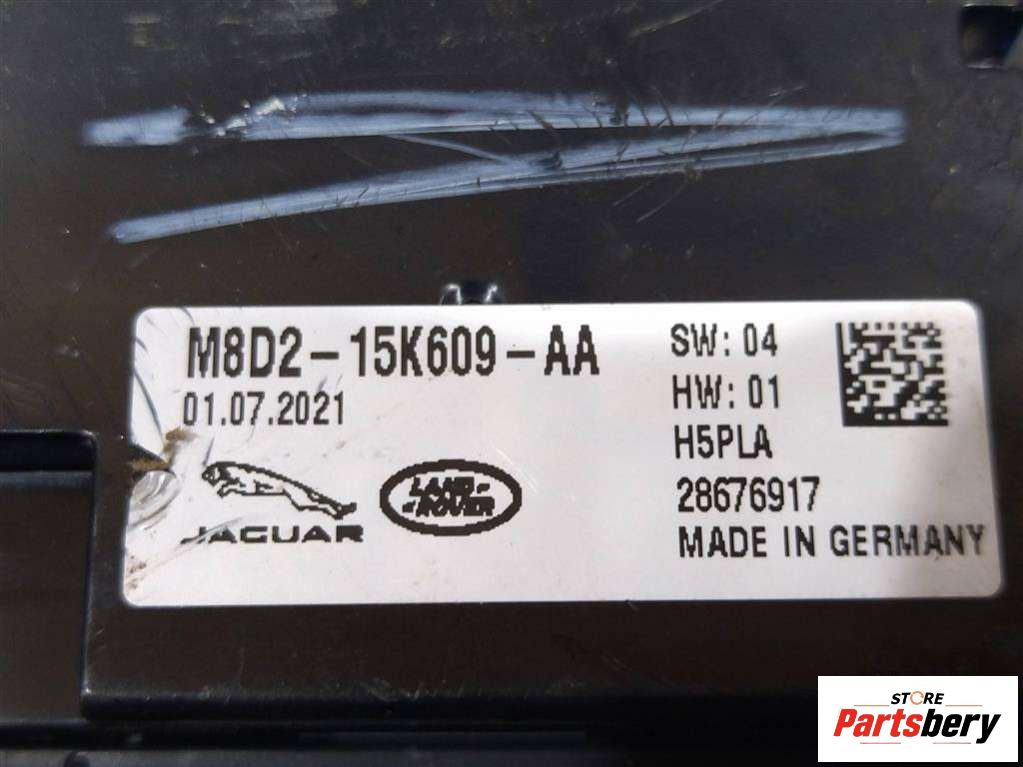 M8D2-15K609-AA
01.07.2021
JAGUAR
LAND-
ROVER
SW: 04
HW: 01
H5PLA
28676917
MADE IN GERMANY
STORE
Partsbery